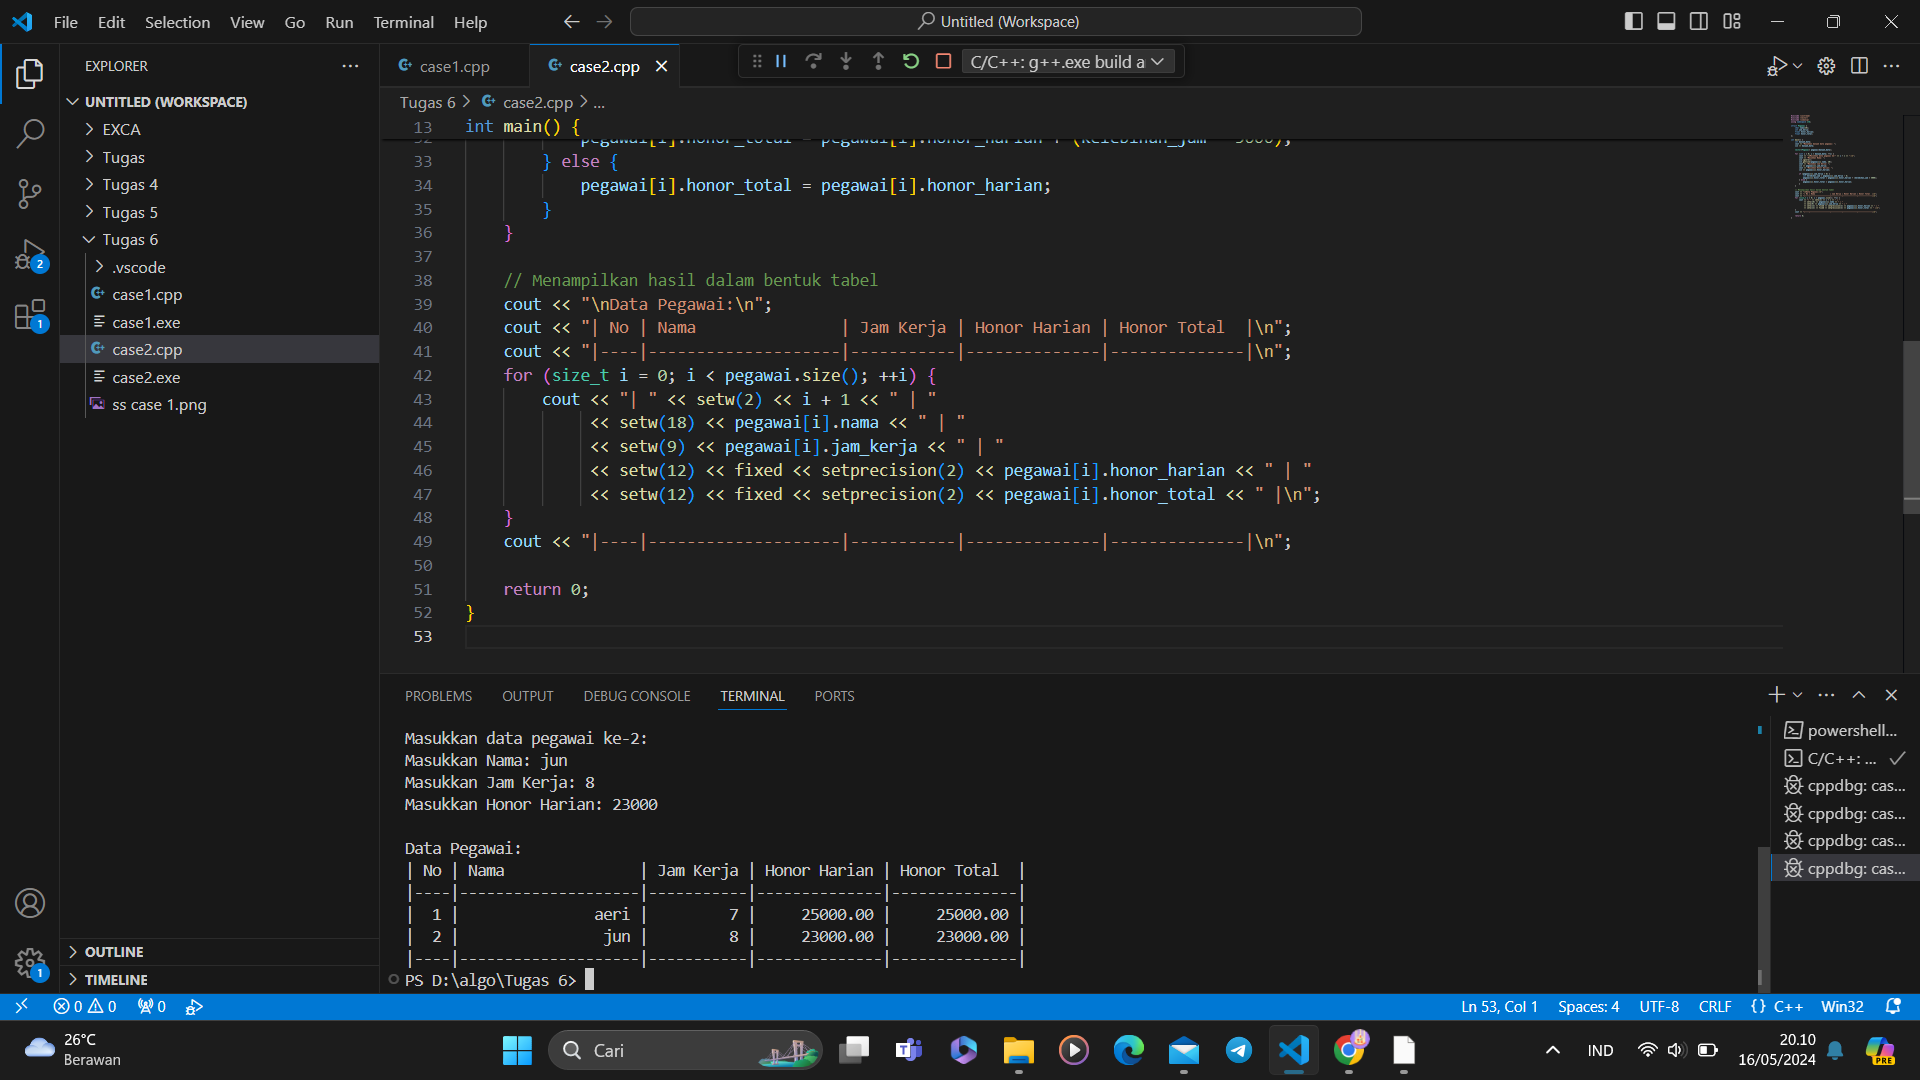 File Edit Selection View Go Run Terminal Help
Untitled (Workspace)
EXPLORER
UNTITLED (WORKSPACE)
EXCA
Tugas
Tugas 4
Tugas 5
Tugas 6
.vscode
case1.cpp
case1.exe
case2.cpp
case2.exe
ss case 1.png
OUTLINE
TIMELINE
2
1
1
case1.cpp
case2.cpp
C/C++: g++.exe build a
Tugas 6 > case2.cpp > ...
13 int main() {
33 } else {
34 pegawai[i].honor_total = pegawai[i].honor_harian;
35 }
36 }
37
38 // Menampilkan hasil dalam bentuk tabel
39 cout << "\nData Pegawai:\n";
40 cout << "| No | Nama               | Jam Kerja | Honor Harian | Honor Total  |\n";
41 cout << "|----|--------------------|-----------|--------------|--------------|\n";
42 for (size_t i = 0; i < pegawai.size(); ++i) {
43 cout << "| " << setw(2) << i + 1 << " | "
44 << setw(18) << pegawai[i].nama << " | "
45 << setw(9) << pegawai[i].jam_kerja << " | "
46 << setw(12) << fixed << setprecision(2) << pegawai[i].honor_harian << " | "
47 << setw(12) << fixed << setprecision(2) << pegawai[i].honor_total << " |\n";
48 }
49 cout << "|----|--------------------|-----------|--------------|--------------|\n";
50
51 return 0;
52 }
53
PROBLEMS OUTPUT DEBUG CONSOLE TERMINAL PORTS
Masukkan data pegawai ke-2:
Masukkan Nama: jun
Masukkan Jam Kerja: 8
Masukkan Honor Harian: 23000
Data Pegawai:
| No | Nama               | Jam Kerja | Honor Harian | Honor Total  |
|----|--------------------|-----------|--------------|--------------|
|  1 |               aeri |         7 |     25000.00 |     25000.00 |
|  2 |                jun |         8 |     23000.00 |     23000.00 |
|----|--------------------|-----------|--------------|--------------|
PS D:\algo\Tugas 6>
powershell...
C/C++: ...
cppdbg: cas...
cppdbg: cas...
cppdbg: cas...
cppdbg: cas...
0 0 0
Ln 53, Col 1 Spaces: 4 UTF-8 CRLF {} C++ Win32
26°C
Berawan
Cari
IND
20.10
16/05/2024
PRE